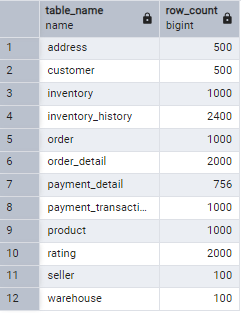 table_name row_count
name bigint
1 address 500
2 customer 500
3 inventory 1000
4 inventory_history 2400
5 order 1000
6 order_detail 2000
7 payment_detail 756
8 payment_transacti... 1000
9 product 1000
10 rating 2000
11 seller 100
12 warehouse 100